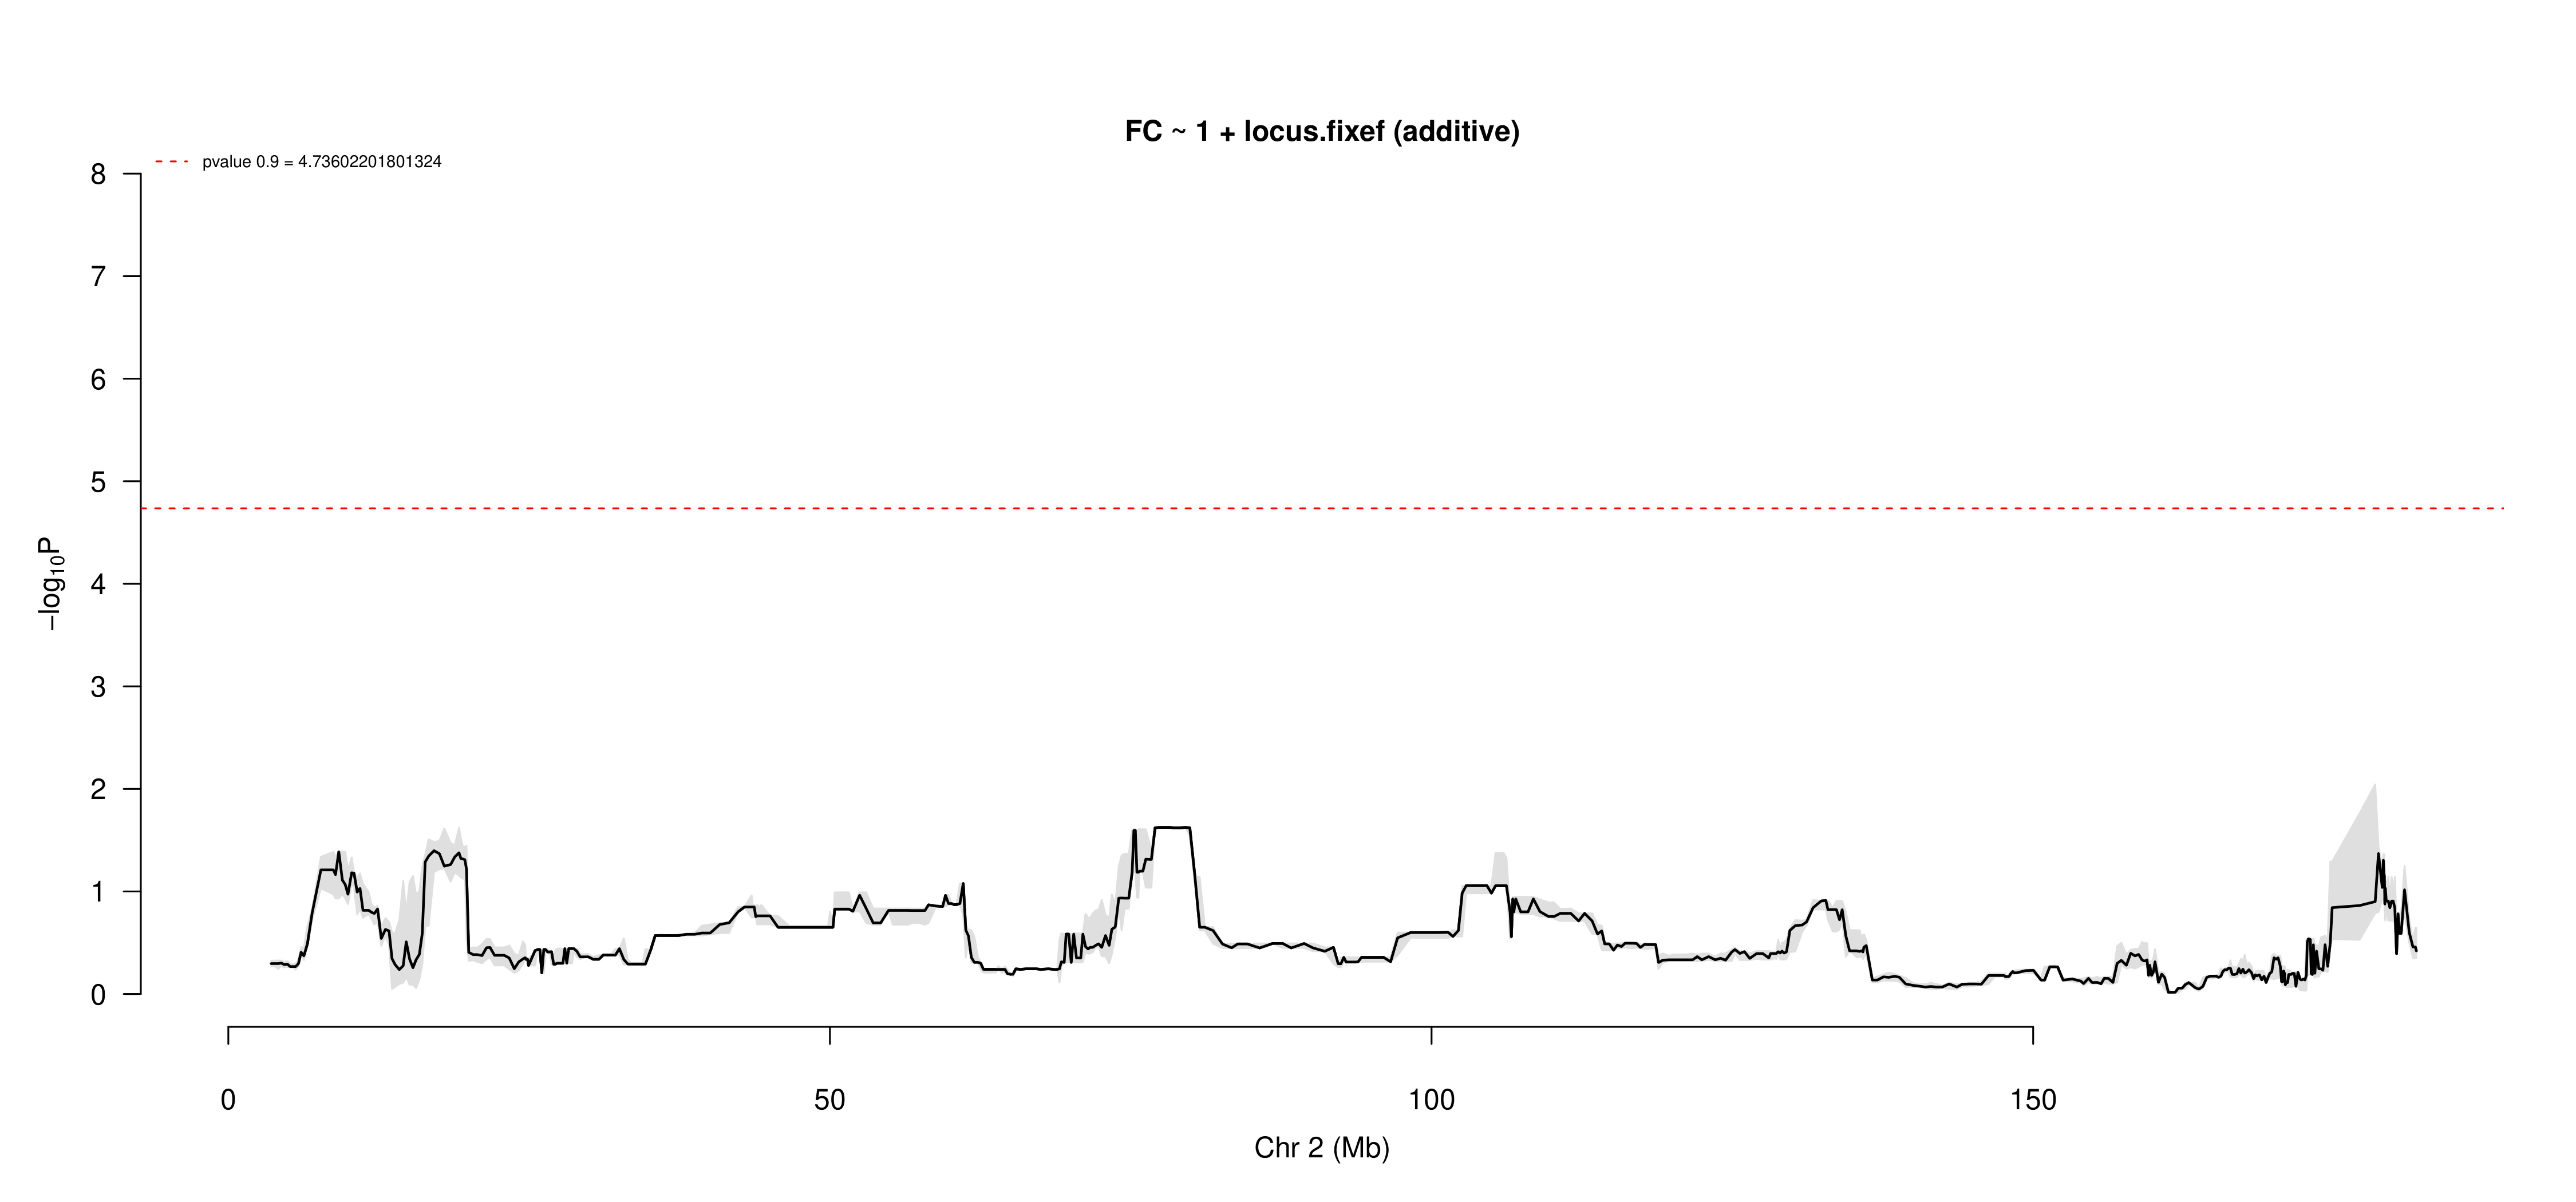 FC ~ 1 + locus.fixef (additive)
pvalue 0.9 = 4.73602201801324
8
7
6
5
4
3
2
1
0
−log10P
0 50 100 150
Chr 2 (Mb)